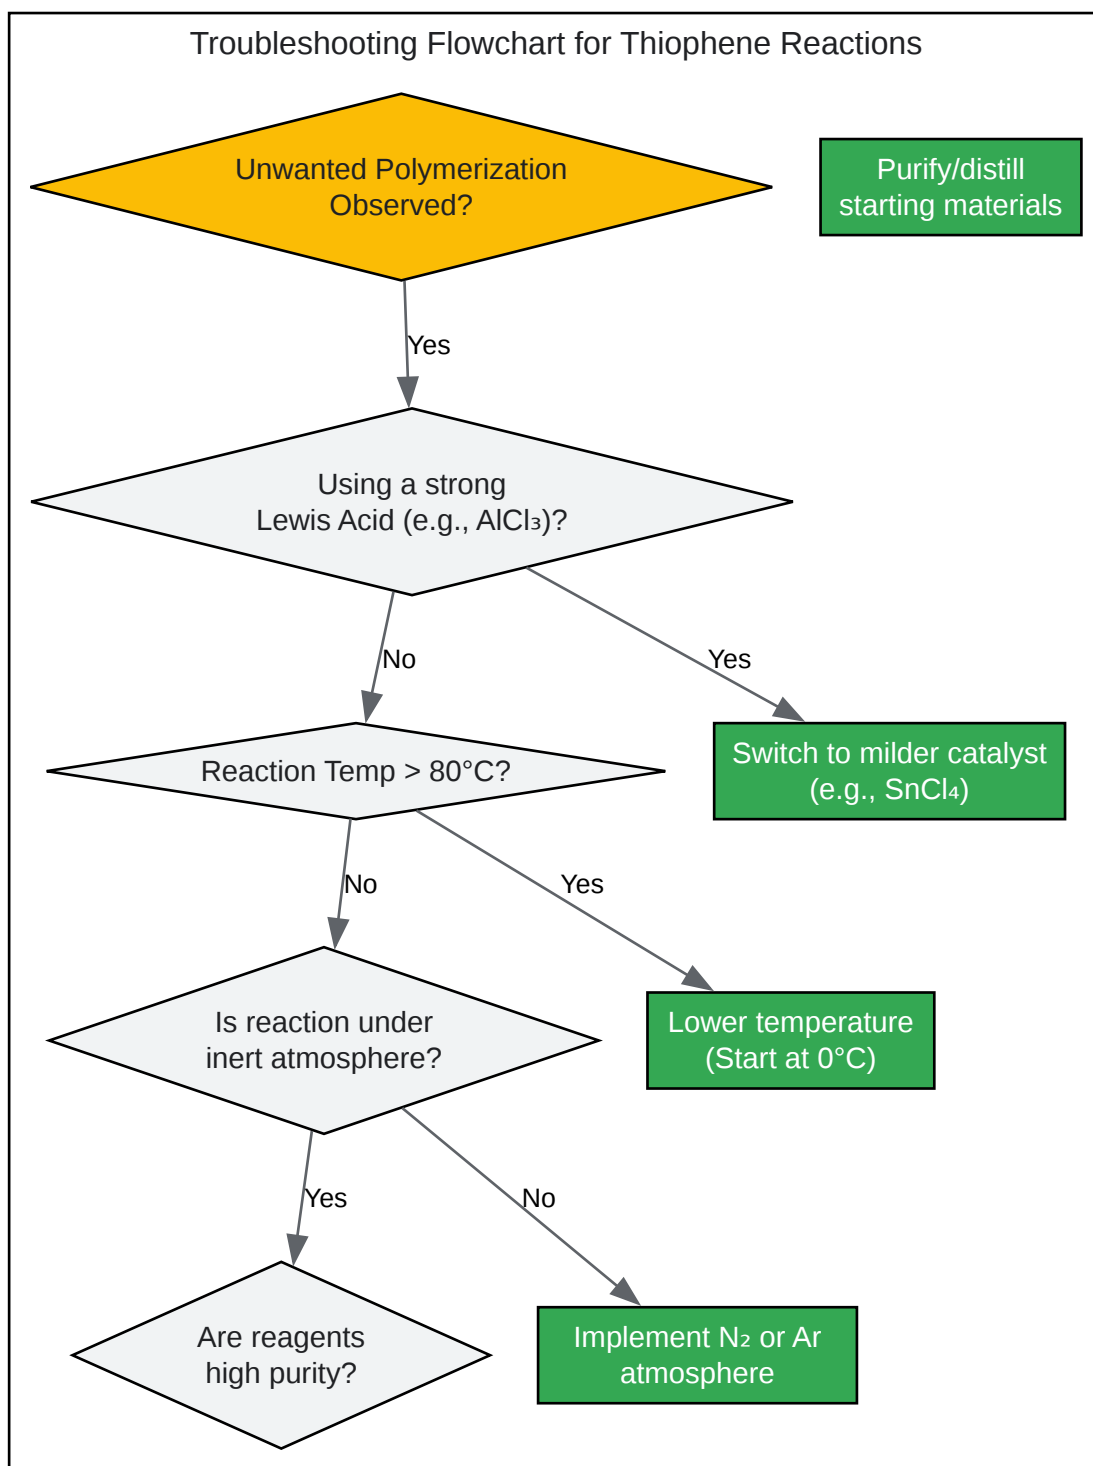 Troubleshooting Flowchart for Thiophene Reactions
Unwanted Polymerization
Observed?
Purify/distill
starting materials
Yes
Using a strong
Lewis Acid (e.g., AlCl₃)?
No
Yes
Reaction Temp > 80°C?
Switch to milder catalyst
(e.g., SnCl₄)
No
Yes
Is reaction under
inert atmosphere?
Lower temperature
(Start at 0°C)
Yes
No
Are reagents
high purity?
Implement N₂ or Ar
atmosphere